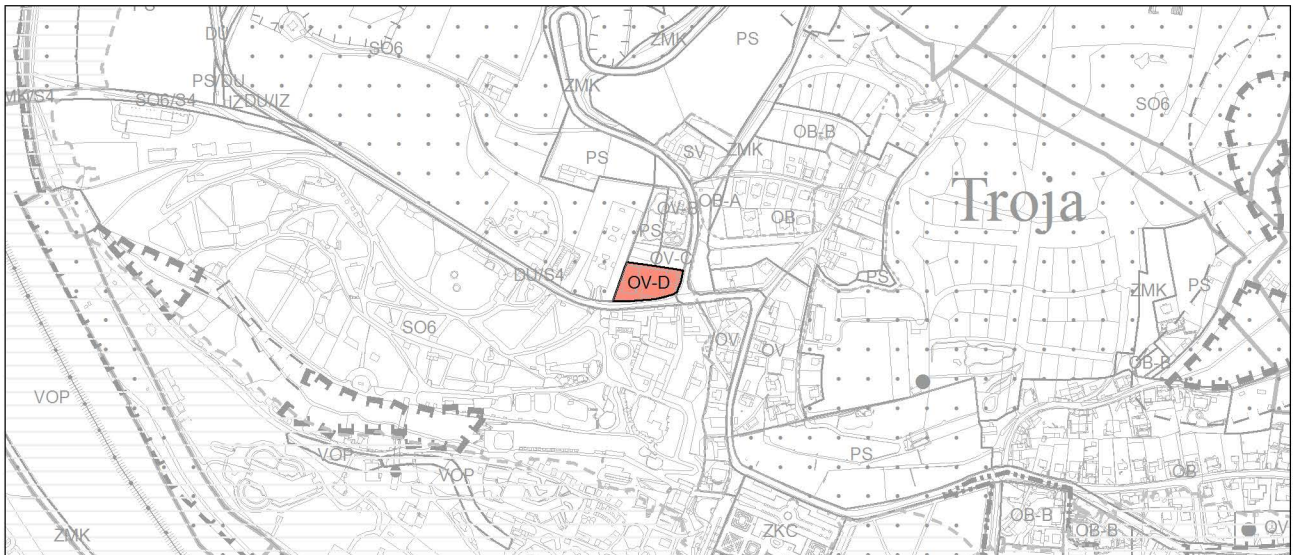 PS
DU
SO6
ZMK
PS
PS/DU
ZMK
SO6/S4
IZ
DU/IZ
SO6
OB-B
PS
SV
ZMK
OV-B
OB-A
OB
Troja
PS
OV-C
PS
DU/S4
OV-D
ZMK
PS
SO6
OV
OV
OB-B
VOP
PS
VOP
VOP
OB
OB-B
OB-B
OV
ZMK
ZKC